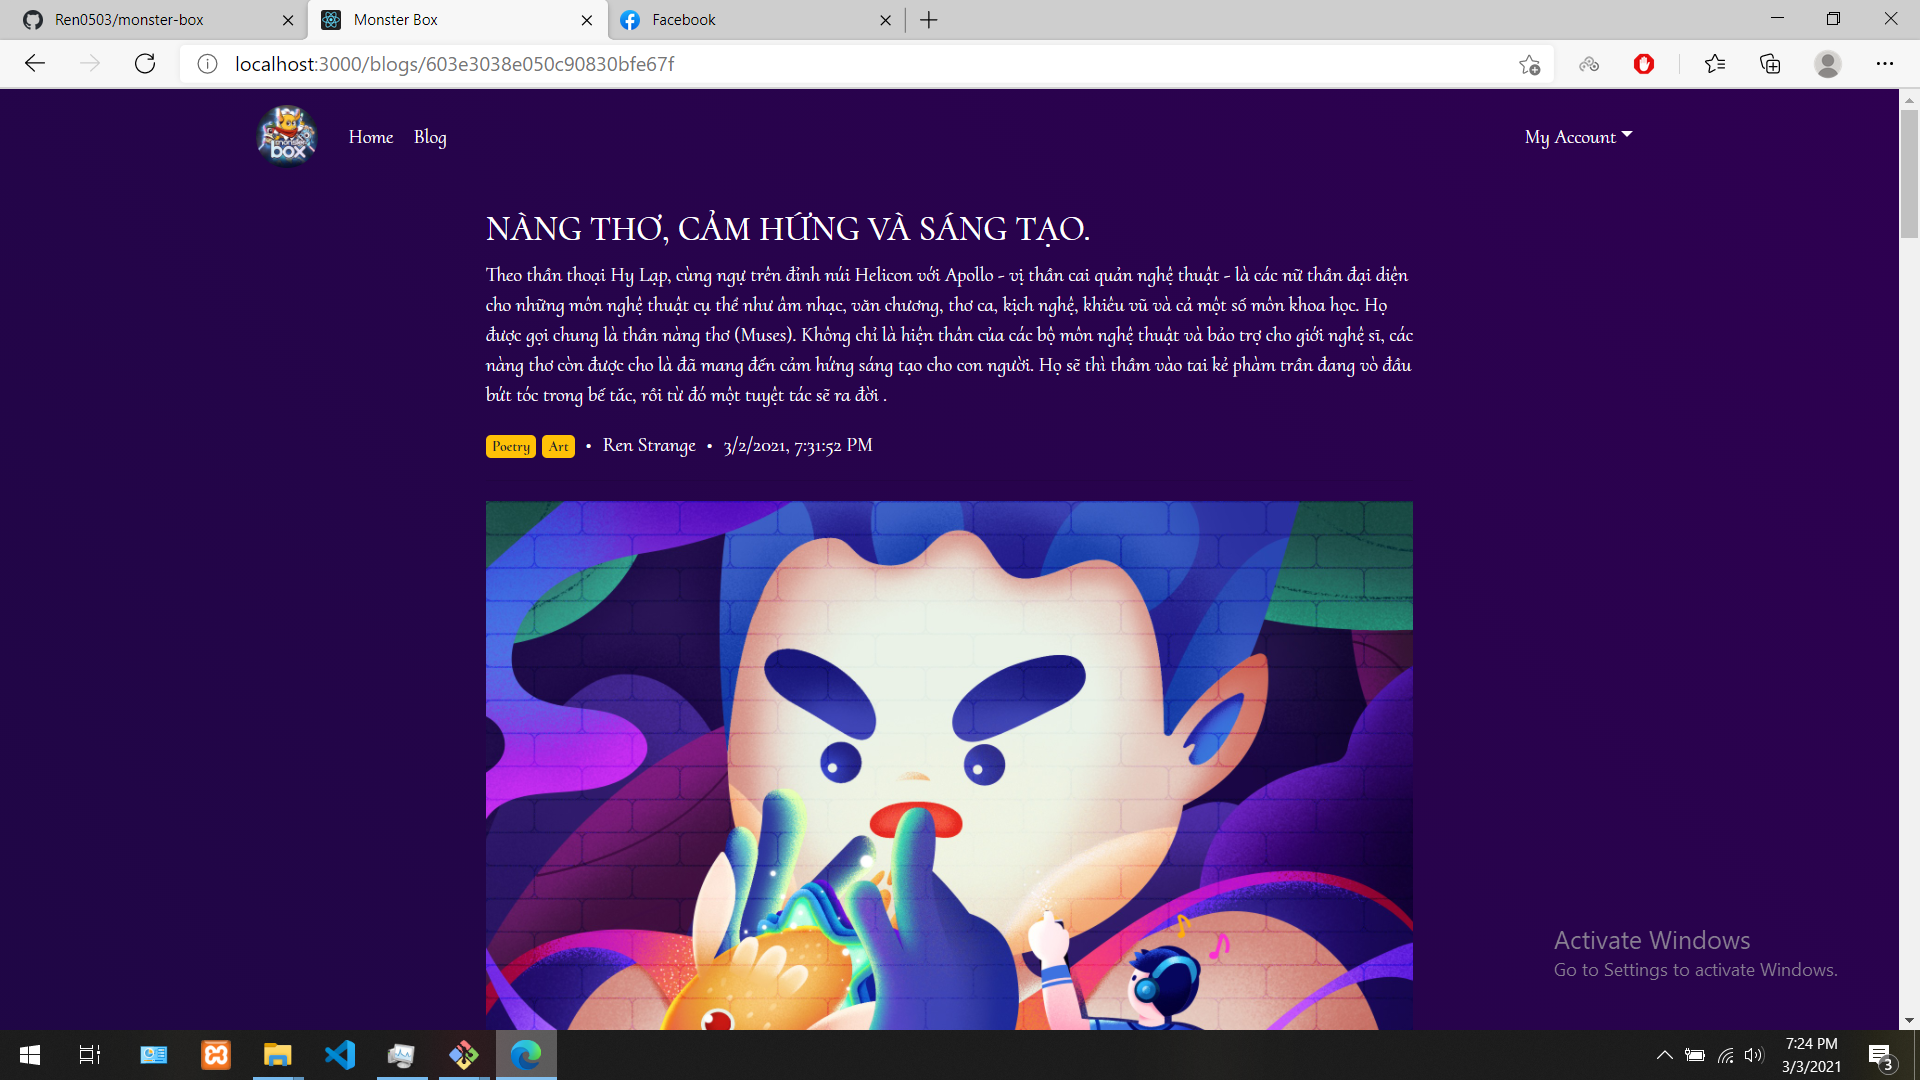 Ren0503/monster-box
Monster Box
Facebook
localhost:3000/blogs/603e3038e050c90830bfe67f
monster
box
Home
Blog
My Account
NÀNG THƠ, CẢM HỨNG VÀ SÁNG TẠO.
Theo thần thoại Hy Lạp, cùng ngự trên đỉnh núi Helicon với Apollo - vị thần cai quản nghệ thuật - là các nữ thần đại diện
cho những môn nghệ thuật cụ thể như âm nhạc, văn chương, thơ ca, kịch nghệ, khiêu vũ và cả một số môn khoa học. Họ
được gọi chung là thần nàng thơ (Muses). Không chỉ là hiện thân của các bộ môn nghệ thuật và bảo trợ cho giới nghệ sĩ, các
nàng thơ còn được cho là đã mang đến cảm hứng sáng tạo cho con người. Họ sẽ thì thầm vào tai kẻ phàm trần đang vò đầu
bứt tóc trong bế tắc, rồi từ đó một tuyệt tác sẽ ra đời .
Poetry Art • Ren Strange • 3/2/2021, 7:31:52 PM
Activate Windows
Go to Settings to activate Windows.
7:24 PM
3/3/2021
3